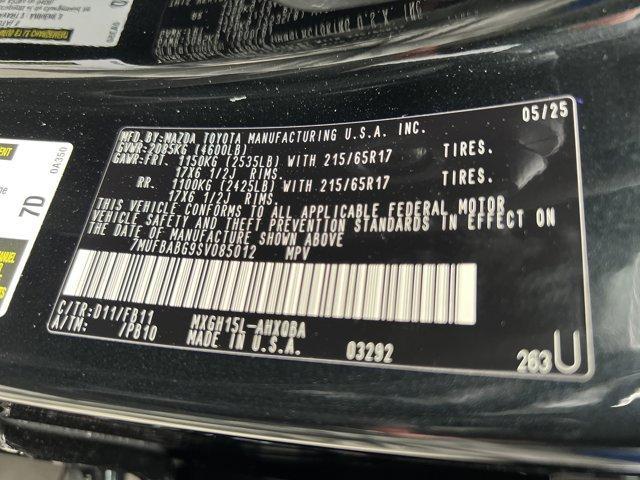 05/25
MFD.BY:MAZDA TOYOTA MANUFACTURING U.S.A. INC.
GVWR:2085KG (4600LB)
GAWR:FRT. 1150KG (2535LB) WITH 215/65R17 TIRES.
17X6 1/2J RIMS.
RR. 1100KG (2425LB) WITH 215/65R17 TIRES.
17X6 1/2J RIMS.
THIS VEHICLE CONFORMS TO ALL APPLICABLE FEDERAL MOTOR
VEHICLE SAFETY AND THEFT PREVENTION STANDARDS IN EFFECT ON
THE DATE OF MANUFACTURE SHOWN ABOVE
7MUFBABG9SV085012 MPV
C/TR:D11/FB11 MXGH15L-AHXQBA
A/TM: /PB10 MADE IN U.S.A. 03292
263U
DA350
7D